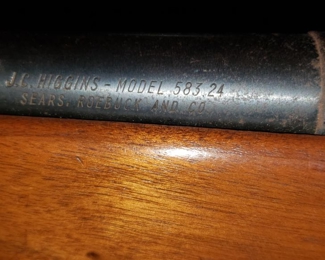 J.C. HIGGINS - MODEL 583.24
SEARS, ROEBUCK AND CO.